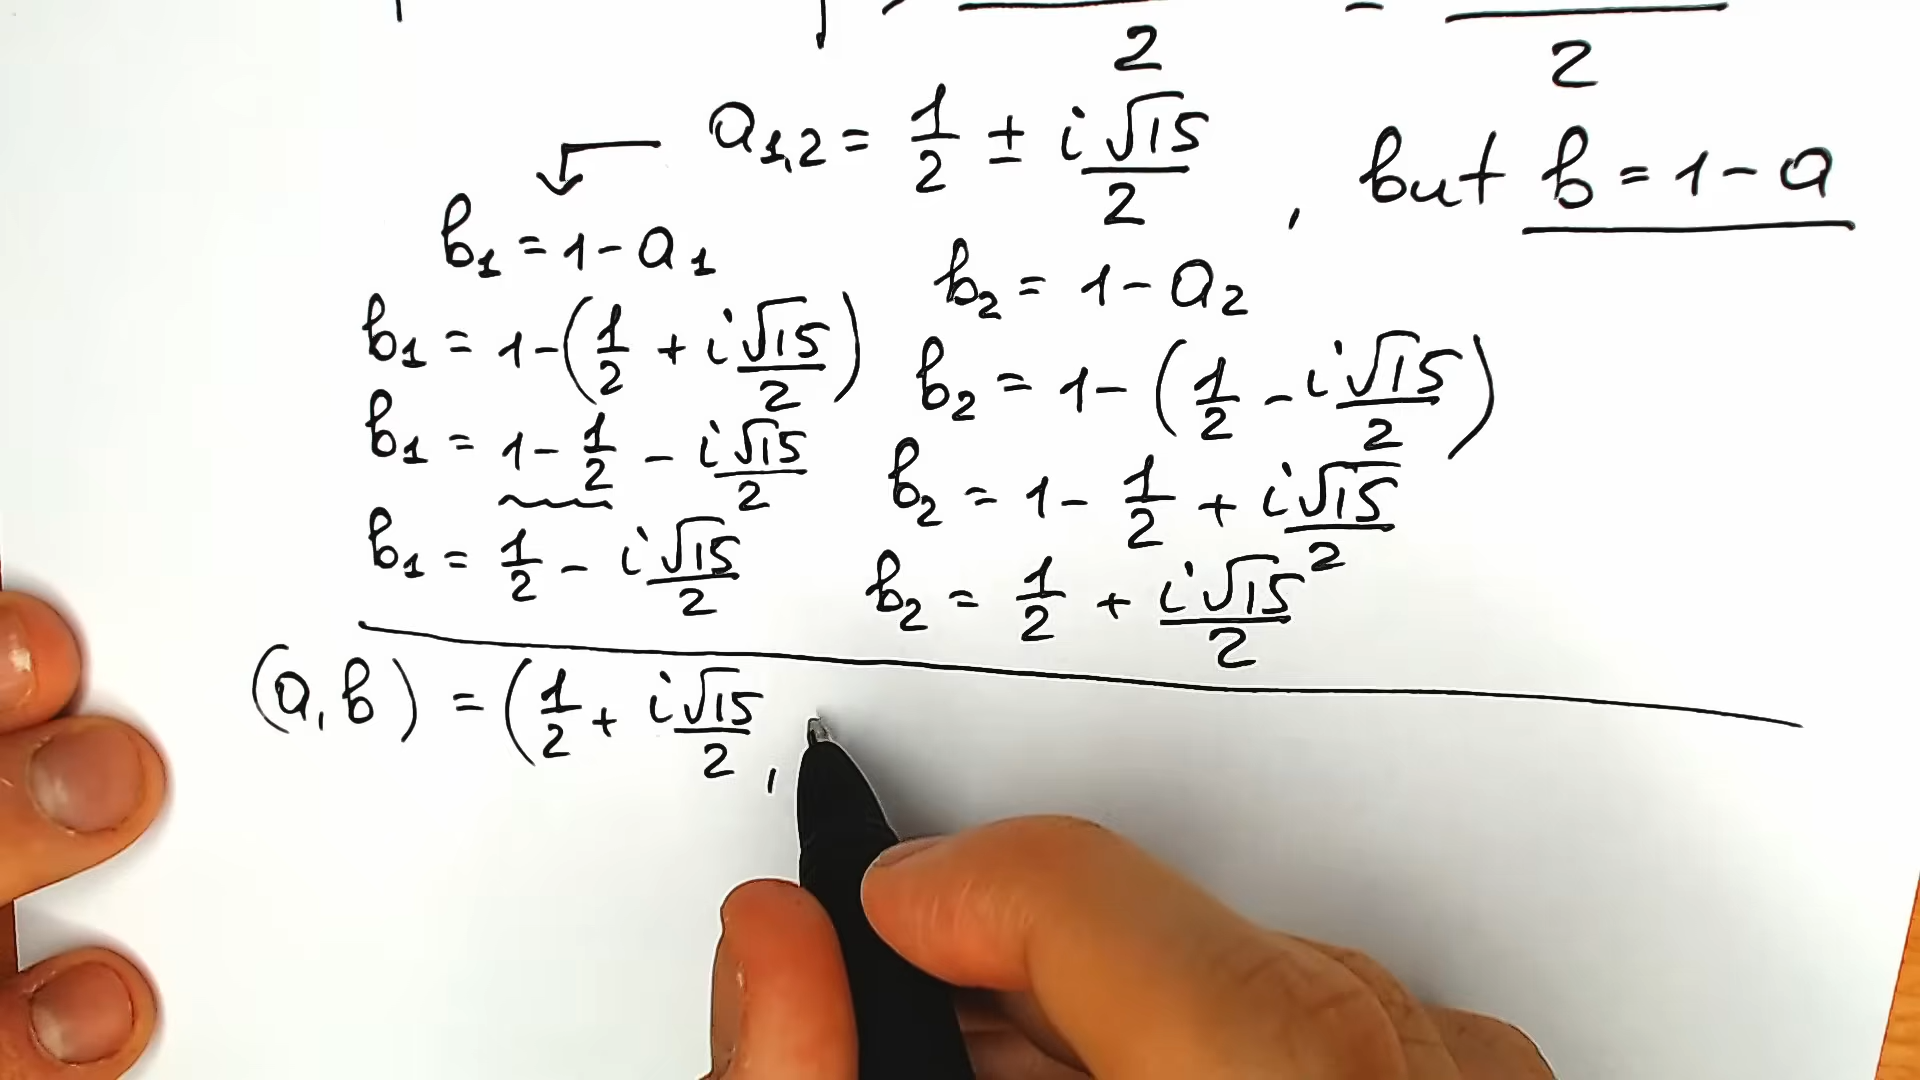 2 2
a1,2 = 1/2 ± i√15/2 , but b = 1 - a
b1 = 1 - a1
b2 = 1 - a2
b1 = 1 - (1/2 + i√15/2)
b2 = 1 - (1/2 - i√15/2)
b1 = 1 - 1/2 - i√15/2
b2 = 1 - 1/2 + i√15/2
b1 = 1/2 - i√15/2
b2 = 1/2 + i√15/2
(a, b) = (1/2 + i√15/2 ,